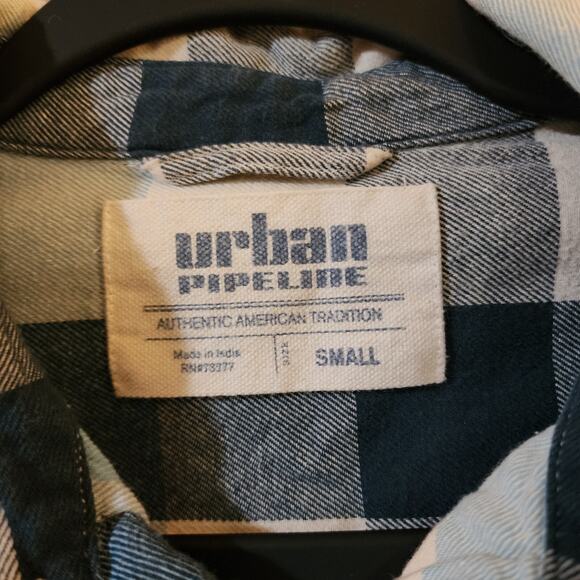 urban
PIPELINE
AUTHENTIC AMERICAN TRADITION
Made in India
RN#73277
SIZE
SMALL